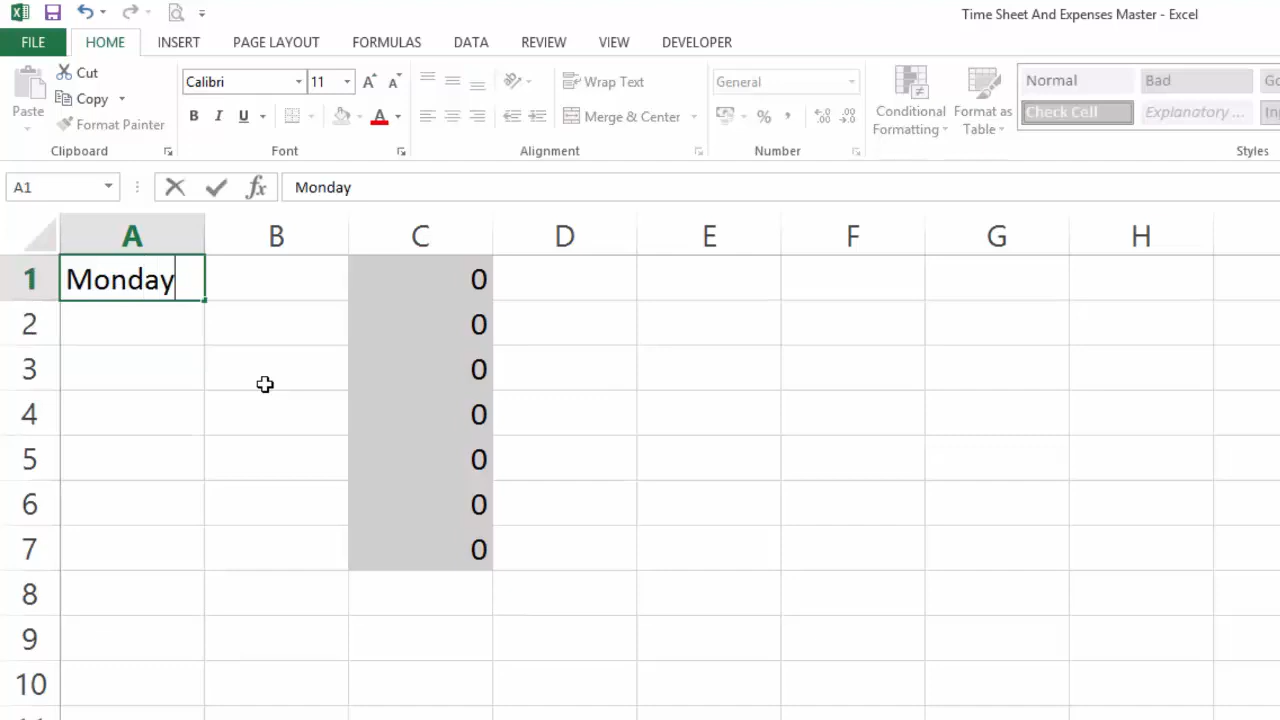 Time Sheet And Expenses Master - Excel
FILE HOME INSERT PAGE LAYOUT FORMULAS DATA REVIEW VIEW DEVELOPER
Paste
Cut
Copy
Format Painter
Clipboard
Calibri 11
B I U A
Font
Wrap Text
Merge & Center
Alignment
General
%
Number
Conditional Formatting
Format as Table
Normal Bad
Check Cell Explanatory ...
Styles
A1 fx Monday
A B C D E F G H
1 Monday 0
2 0
3 0
4 0
5 0
6 0
7 0
8
9
10